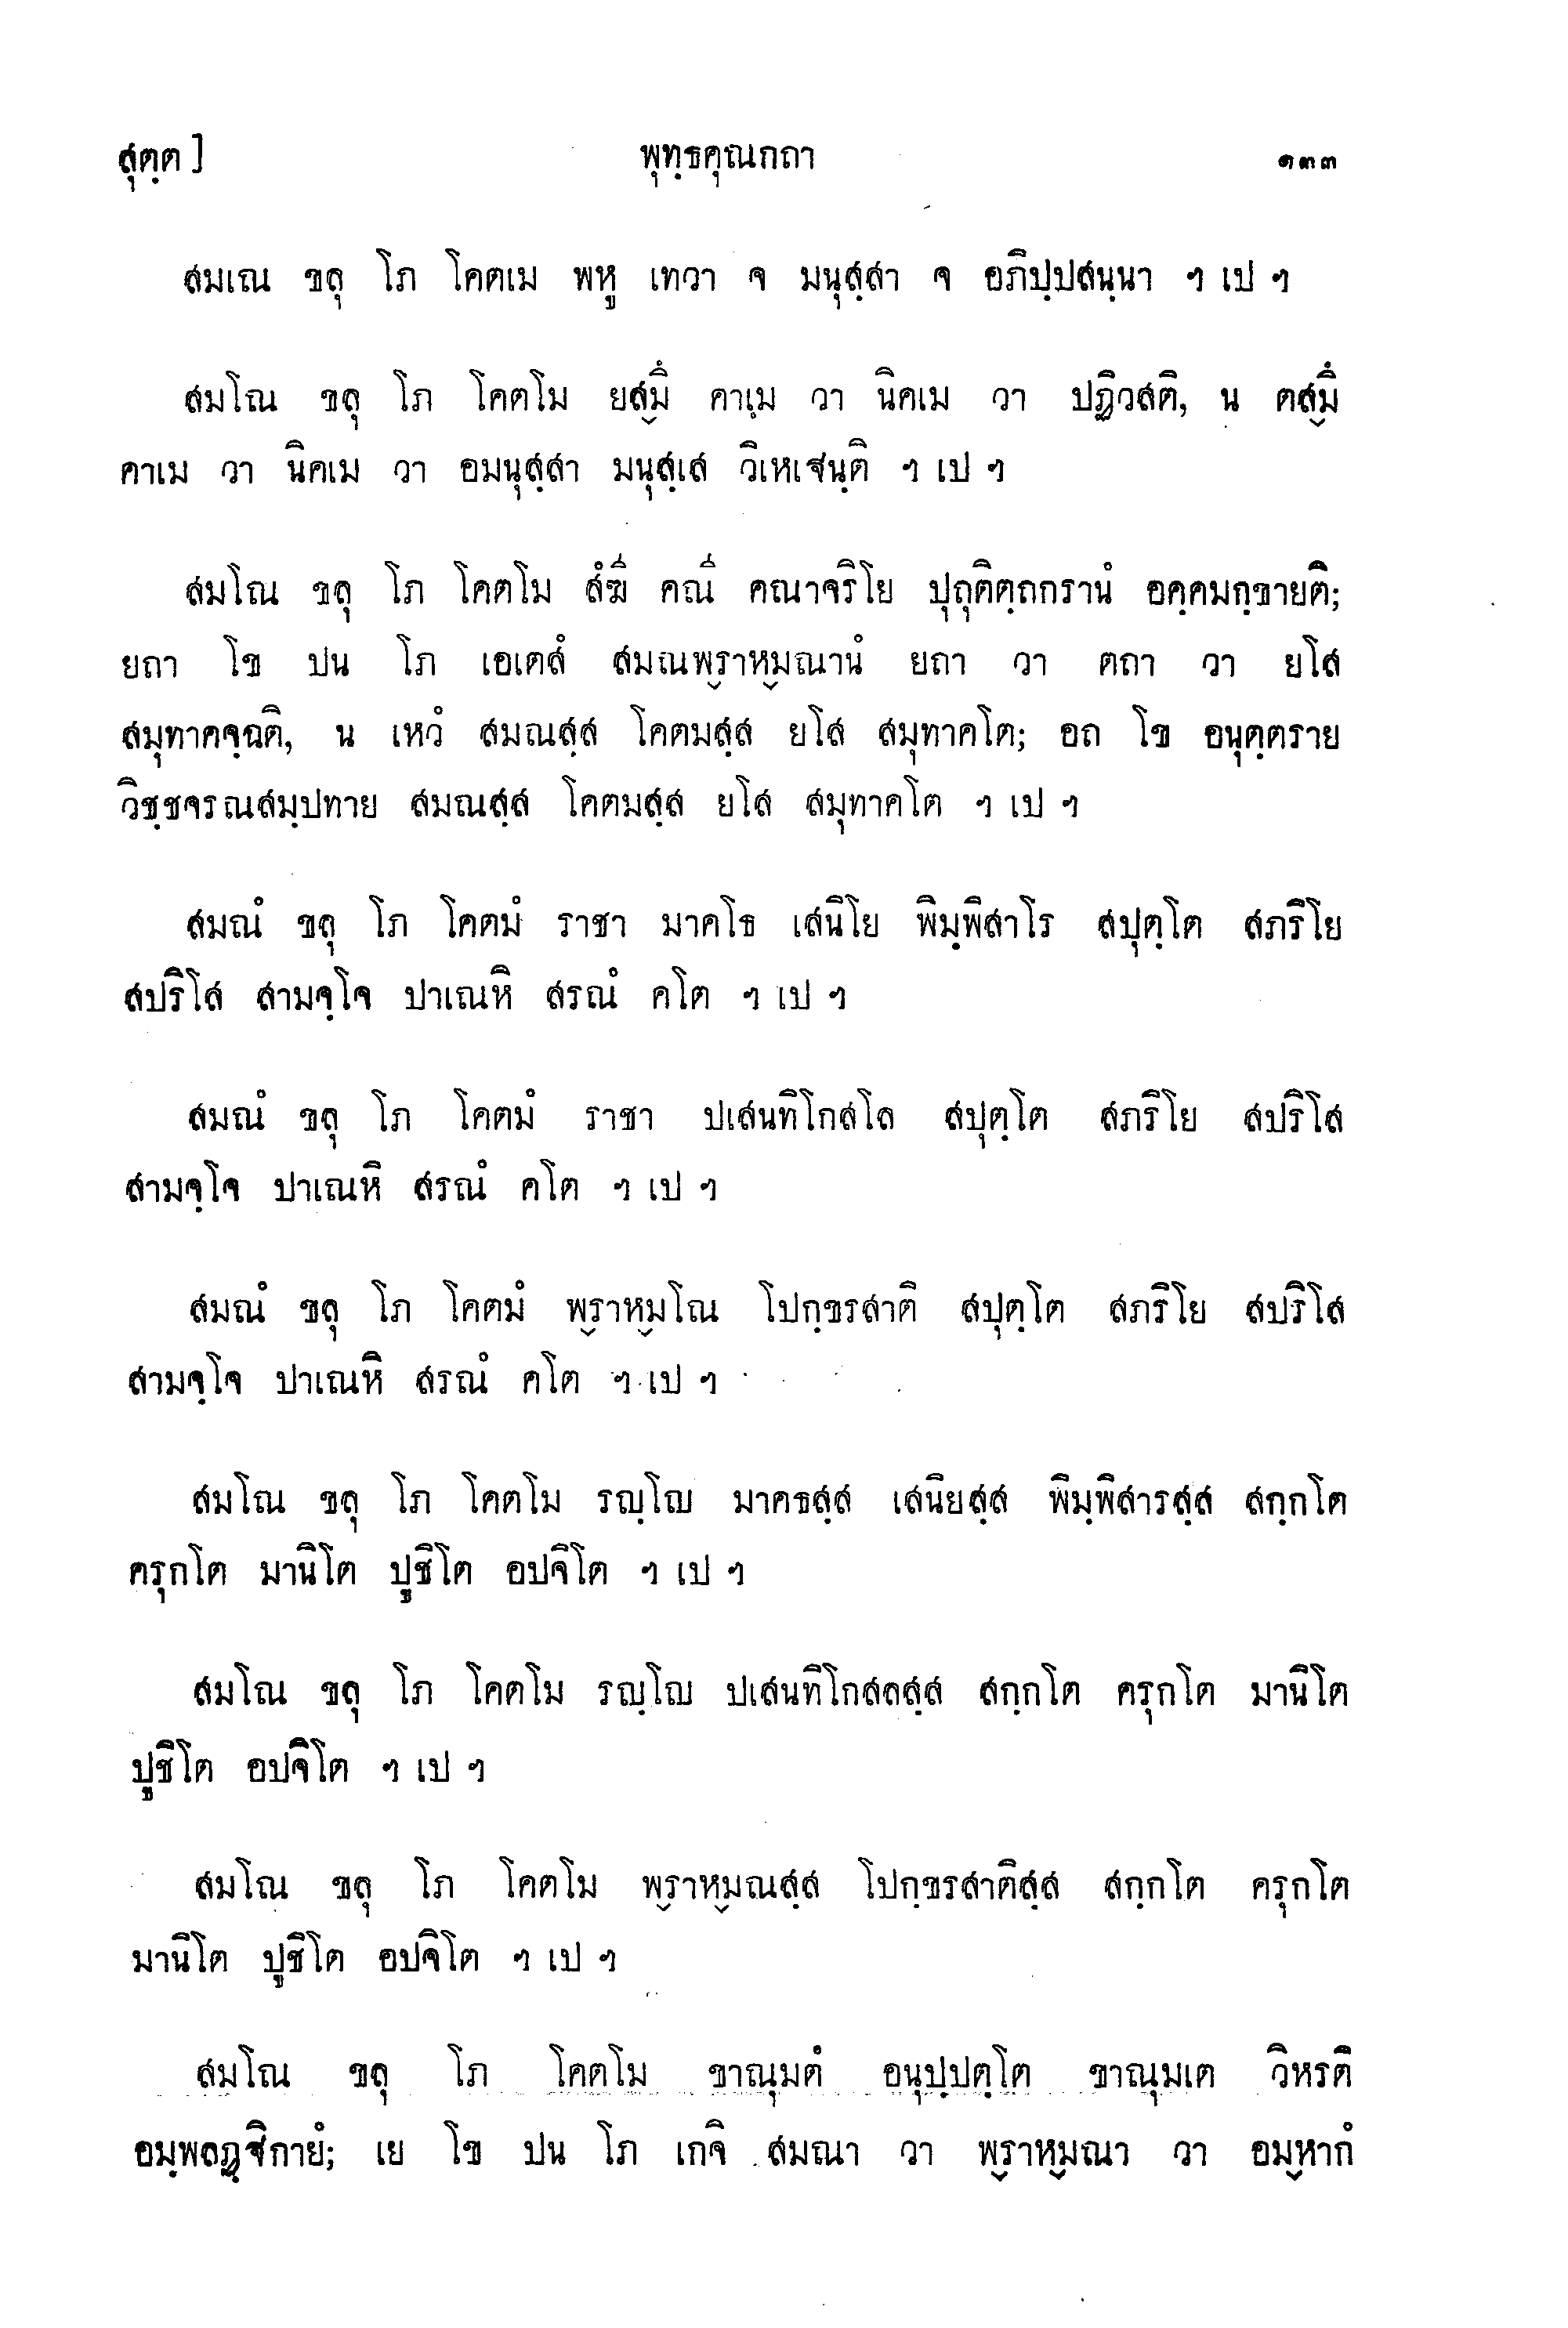 สุตฺต] พุทฺธคุณกถา ๑๓๓
สมเณ ขลุ โภ โคตเม พหู เทวา จ มนุสฺสา จ อภิปฺปสนฺนา ฯ เป ฯ
สมโณ ขลุ โภ โคตโม ยสฺมึ คาเม วา นิคเม วา ปฏิวสติ, น ตสฺมึ
คาเม วา นิคเม วา อมนุสฺสา มนุสฺเส วิเหเฐนฺติ ฯ เป ฯ
สมโณ ขลุ โภ โคตโม สํฆี คณี คณาจริโย ปุถุติตฺถกรานํ อคฺคมกฺขายติ;
ยถา โข ปน โภ เอเตสํ สมณพฺราหฺมณานํ ยถา วา ตถา วา ยโส
สมุทาคจฺฉติ, น เหวํ สมณสฺส โคตมสฺส ยโส สมุทาคโต; อถ โข อนุตฺตราย
วิชฺชจรณสมฺปทาย สมณสฺส โคตมสฺส ยโส สมุทาคโต ฯ เป ฯ
สมณํ ขลุ โภ โคตมํ ราชา มาคโธ เสนิโย พิมฺพิสาโร สปุตฺโต สภริโย
สปริโส สามจฺโจ ปาเณหิ สรณํ คโต ฯ เป ฯ
สมณํ ขลุ โภ โคตมํ ราชา ปเสนทิโกสโล สปุตฺโต สภริโย สปริโส
สามจฺโจ ปาเณหิ สรณํ คโต ฯ เป ฯ
สมณํ ขลุ โภ โคตมํ พฺราหฺมโณ โปกฺขรสาติ สปุตฺโต สภริโย สปริโส
สามจฺโจ ปาเณหิ สรณํ คโต ฯ เป ฯ
สมโณ ขลุ โภ โคตโม รญฺโญ มาคธสฺส เสนิยสฺส พิมฺพิสารสฺส สกฺกโต
ครุกโต มานิโต ปูชิโต อปจิโต ฯ เป ฯ
สมโณ ขลุ โภ โคตโม รญฺโญ ปเสนทิโกสลสฺส สกฺกโต ครุกโต มานิโต
ปูชิโต อปจิโต ฯ เป ฯ
สมโณ ขลุ โภ โคตโม พฺราหฺมณสฺส โปกฺขรสาติสฺส สกฺกโต ครุกโต
มานิโต ปูชิโต อปจิโต ฯ เป ฯ
สมโณ ขลุ โภ โคตโม ขาณุมตํ อนุปฺปตฺโต ขาณุมเต วิหรติ
อมฺพลฏฺฐิกายํ; เย โข ปน โภ เกจิ สมณา วา พฺราหฺมณา วา อมฺหากํ